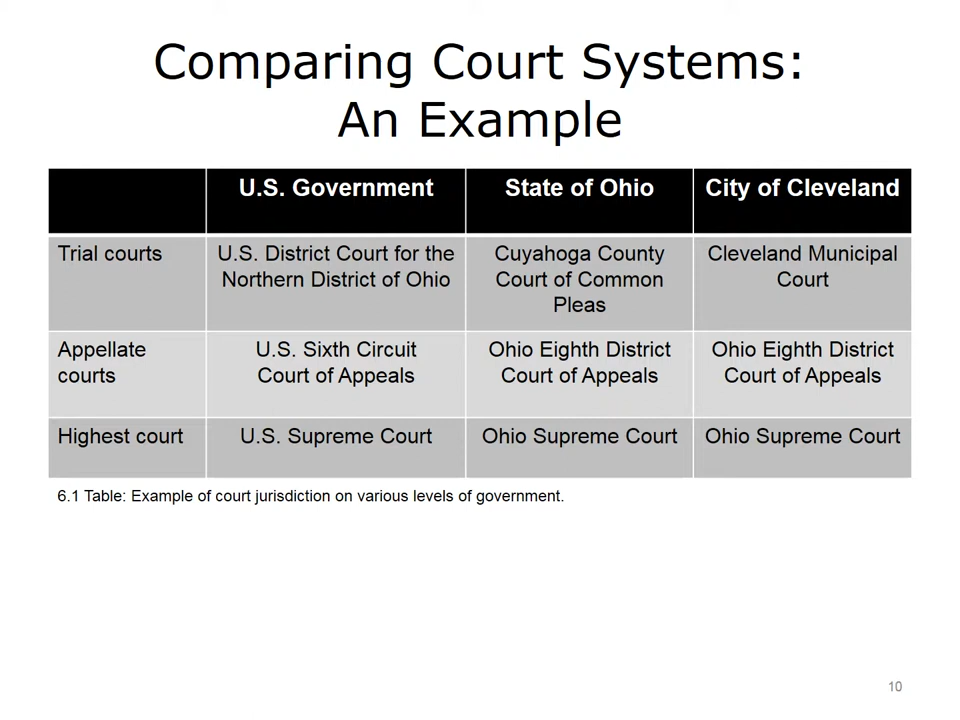 Comparing Court Systems:
An Example
U.S. Government
State of Ohio
City of Cleveland
Trial courts
U.S. District Court for the
Northern District of Ohio
Cuyahoga County
Court of Common
Pleas
Cleveland Municipal
Court
Appellate
courts
U.S. Sixth Circuit
Court of Appeals
Ohio Eighth District
Court of Appeals
Ohio Eighth District
Court of Appeals
Highest court
U.S. Supreme Court
Ohio Supreme Court
Ohio Supreme Court
6.1 Table: Example of court jurisdiction on various levels of government.
10